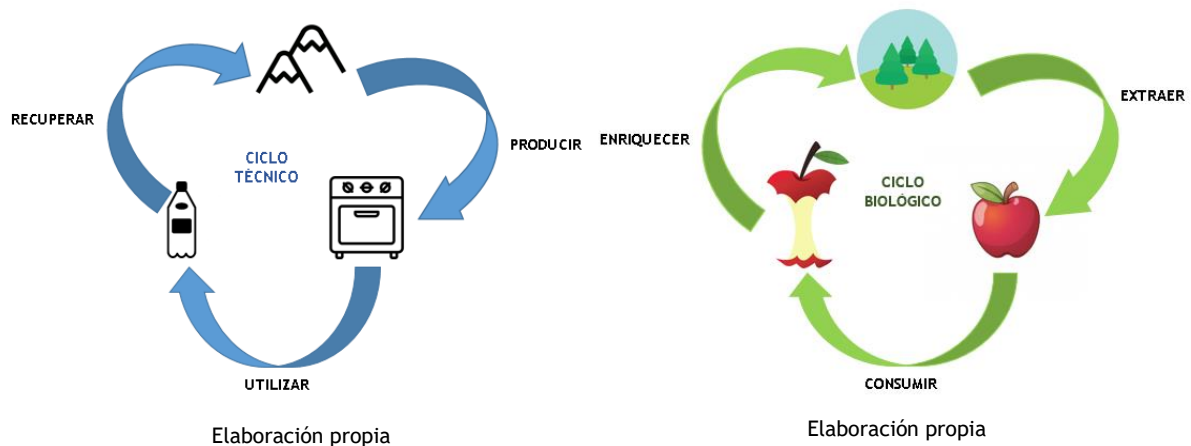 RECUPERAR
PRODUCIR
CICLO
TÉCNICO
UTILIZAR
Elaboración propia
EXTRAER
ENRIQUECER
CICLO
BIOLÓGICO
CONSUMIR
Elaboración propia